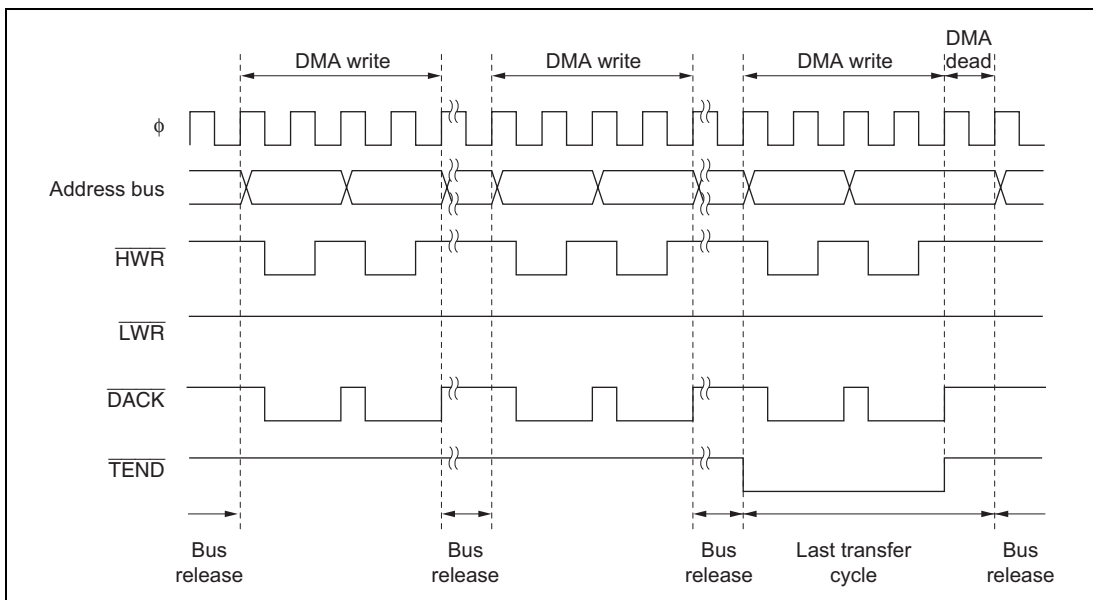 DMA
dead
DMA write
DMA write
DMA write
ϕ
Address bus
HWR
LWR
DACK
TEND
Bus
release
Bus
release
Bus
release
Last transfer
cycle
Bus
release